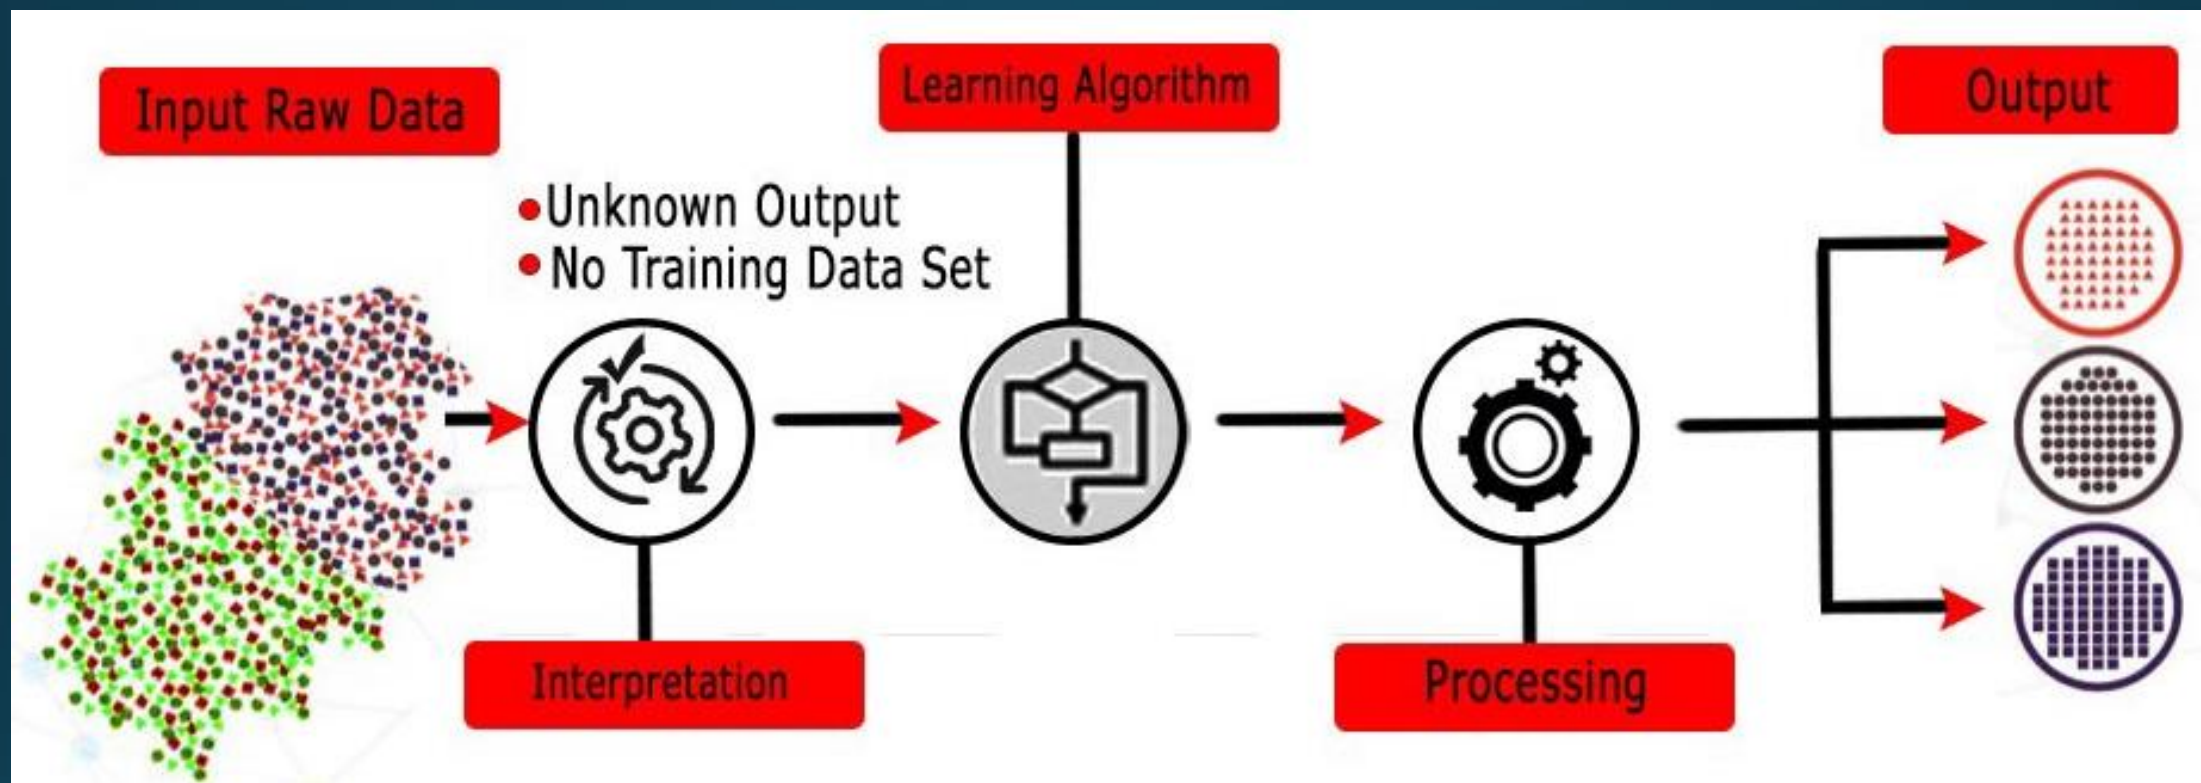 Input Raw Data
Learning Algorithm
Output
•Unknown Output
•No Training Data Set
Interpretation
Processing